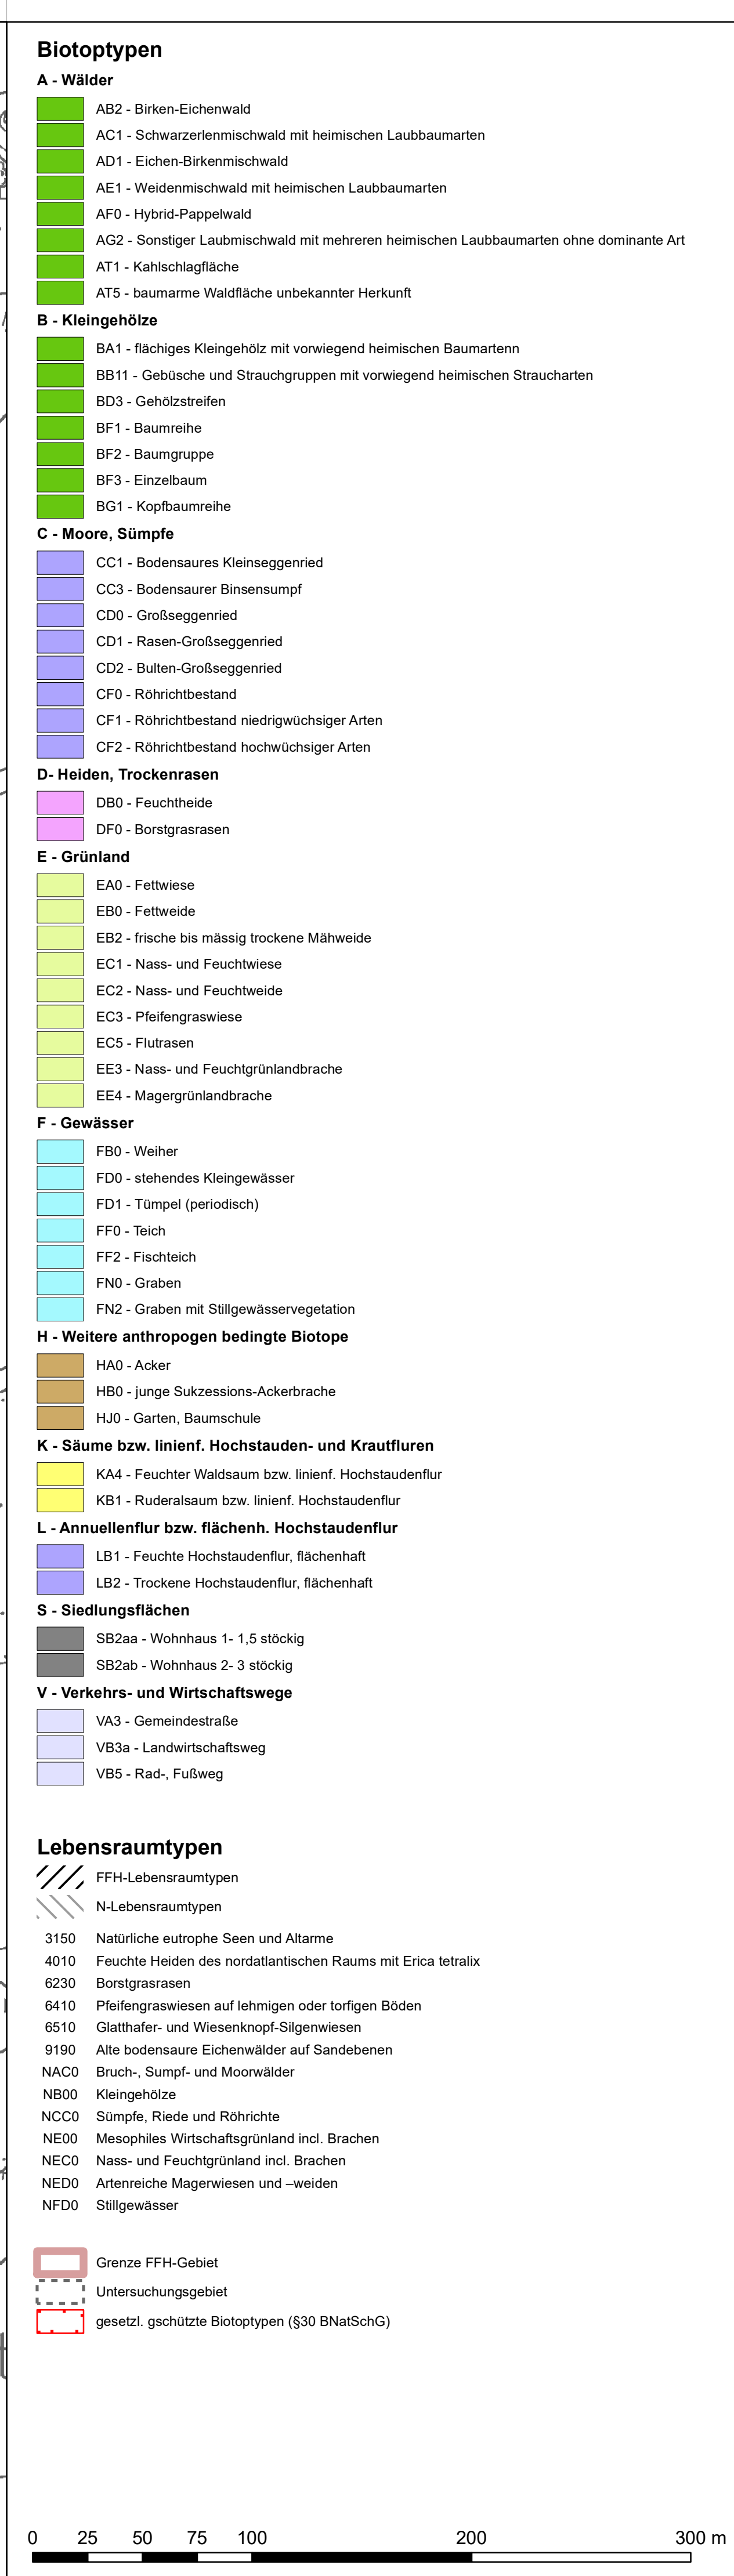 Biotoptypen
A - Wälder
AB2 - Birken-Eichenwald
AC1 - Schwarzerlenmischwald mit heimischen Laubbaumarten
AD1 - Eichen-Birkenmischwald
AE1 - Weidenmischwald mit heimischen Laubbaumarten
AF0 - Hybrid-Pappelwald
AG2 - Sonstiger Laubmischwald mit mehreren heimischen Laubbaumarten ohne dominante Art
AT1 - Kahlschlagfläche
AT5 - baumarme Waldfläche unbekannter Herkunft
B - Kleingehölze
BA1 - flächiges Kleingehölz mit vorwiegend heimischen Baumartenn
BB11 - Gebüsche und Strauchgruppen mit vorwiegend heimischen Straucharten
BD3 - Gehölzstreifen
BF1 - Baumreihe
BF2 - Baumgruppe
BF3 - Einzelbaum
BG1 - Kopfbaumreihe
C - Moore, Sümpfe
CC1 - Bodensaures Kleinseggenried
CC3 - Bodensaurer Binsensumpf
CD0 - Großseggenried
CD1 - Rasen-Großseggenried
CD2 - Bulten-Großseggenried
CF0 - Röhrichtbestand
CF1 - Röhrichtbestand niedrigwüchsiger Arten
CF2 - Röhrichtbestand hochwüchsiger Arten
D- Heiden, Trockenrasen
DB0 - Feuchtheide
DF0 - Borstgrasrasen
E - Grünland
EA0 - Fettwiese
EB0 - Fettweide
EB2 - frische bis mässig trockene Mähweide
EC1 - Nass- und Feuchtwiese
EC2 - Nass- und Feuchtweide
EC3 - Pfeifengraswiese
EC5 - Flutrasen
EE3 - Nass- und Feuchtgrünlandbrache
EE4 - Magergrünlandbrache
F - Gewässer
FB0 - Weiher
FD0 - stehendes Kleingewässer
FD1 - Tümpel (periodisch)
FF0 - Teich
FF2 - Fischteich
FN0 - Graben
FN2 - Graben mit Stillgewässervegetation
H - Weitere anthropogen bedingte Biotope
HA0 - Acker
HB0 - junge Sukzessions-Ackerbrache
HJ0 - Garten, Baumschule
K - Säume bzw. linienf. Hochstauden- und Krautfluren
KA4 - Feuchter Waldsaum bzw. linienf. Hochstaudenflur
KB1 - Ruderalsaum bzw. linienf. Hochstaudenflur
L - Annuellenflur bzw. flächenh. Hochstaudenflur
LB1 - Feuchte Hochstaudenflur, flächenhaft
LB2 - Trockene Hochstaudenflur, flächenhaft
S - Siedlungsflächen
SB2aa - Wohnhaus 1- 1,5 stöckig
SB2ab - Wohnhaus 2- 3 stöckig
V - Verkehrs- und Wirtschaftswege
VA3 - Gemeindestraße
VB3a - Landwirtschaftsweg
VB5 - Rad-, Fußweg
Lebensraumtypen
FFH-Lebensraumtypen
N-Lebensraumtypen
3150 Natürliche eutrophe Seen und Altarme
4010 Feuchte Heiden des nordatlantischen Raums mit Erica tetralix
6230 Borstgrasrasen
6410 Pfeifengraswiesen auf lehmigen oder torfigen Böden
6510 Glatthafer- und Wiesenknopf-Silgenwiesen
9190 Alte bodensaure Eichenwälder auf Sandebenen
NAC0 Bruch-, Sumpf- und Moorwälder
NB00 Kleingehölze
NCC0 Sümpfe, Riede und Röhrichte
NE00 Mesophiles Wirtschaftsgrünland incl. Brachen
NEC0 Nass- und Feuchtgrünland incl. Brachen
NED0 Artenreiche Magerwiesen und –weiden
NFD0 Stillgewässer
Grenze FFH-Gebiet
Untersuchungsgebiet
gesetzl. gschützte Biotoptypen (§30 BNatSchG)
0 25 50 75 100 200 300 m